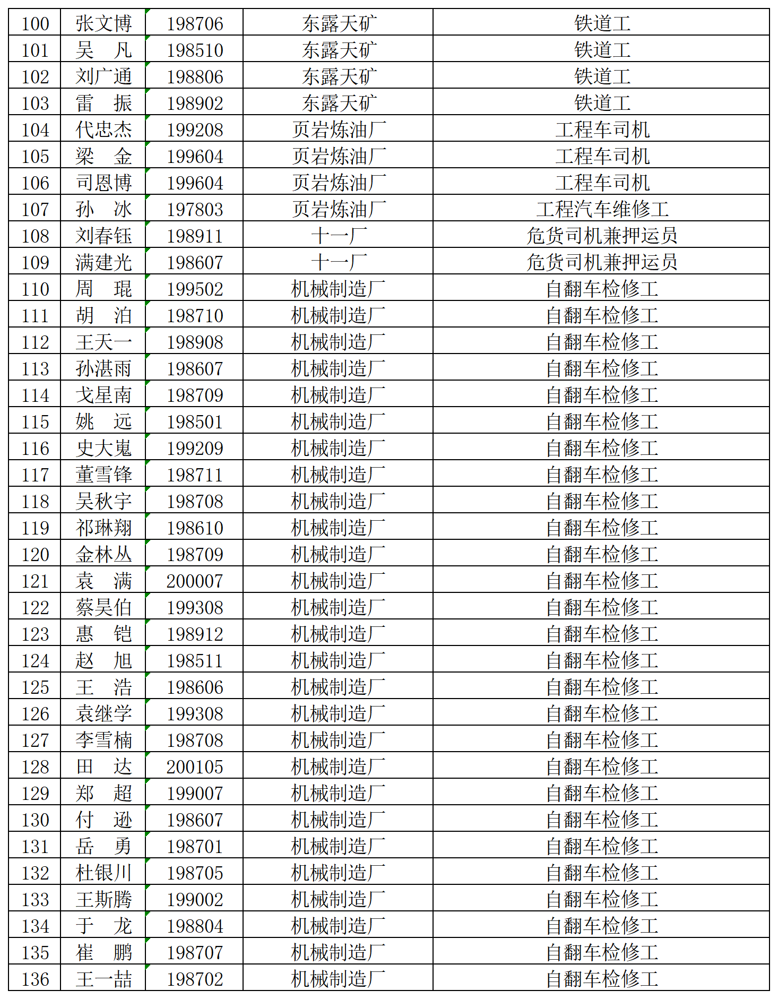 100 张文博 198706 东露天矿 铁道工
101 吴　凡 198510 东露天矿 铁道工
102 刘广通 198806 东露天矿 铁道工
103 雷　振 198902 东露天矿 铁道工
104 代忠杰 199208 页岩炼油厂 工程车司机
105 梁　金 199604 页岩炼油厂 工程车司机
106 司恩博 199604 页岩炼油厂 工程车司机
107 孙　冰 197803 页岩炼油厂 工程汽车维修工
108 刘春钰 198911 十一厂 危货司机兼押运员
109 满建光 198607 十一厂 危货司机兼押运员
110 周　琨 199502 机械制造厂 自翻车检修工
111 胡　泊 198710 机械制造厂 自翻车检修工
112 王天一 198908 机械制造厂 自翻车检修工
113 孙湛雨 198607 机械制造厂 自翻车检修工
114 戈星南 198709 机械制造厂 自翻车检修工
115 姚　远 198501 机械制造厂 自翻车检修工
116 史大嵬 199209 机械制造厂 自翻车检修工
117 董雪锋 198711 机械制造厂 自翻车检修工
118 吴秋宇 198708 机械制造厂 自翻车检修工
119 祁琳翔 198610 机械制造厂 自翻车检修工
120 金林丛 198709 机械制造厂 自翻车检修工
121 袁　满 200007 机械制造厂 自翻车检修工
122 蔡昊伯 199308 机械制造厂 自翻车检修工
123 惠　铠 198912 机械制造厂 自翻车检修工
124 赵　旭 198511 机械制造厂 自翻车检修工
125 王　浩 198606 机械制造厂 自翻车检修工
126 袁继学 199308 机械制造厂 自翻车检修工
127 李雪楠 198708 机械制造厂 自翻车检修工
128 田　达 200105 机械制造厂 自翻车检修工
129 郑　超 199007 机械制造厂 自翻车检修工
130 付　逊 198607 机械制造厂 自翻车检修工
131 岳　勇 198701 机械制造厂 自翻车检修工
132 杜银川 198705 机械制造厂 自翻车检修工
133 王斯腾 199002 机械制造厂 自翻车检修工
134 于　龙 198804 机械制造厂 自翻车检修工
135 崔　鹏 198707 机械制造厂 自翻车检修工
136 王一喆 198702 机械制造厂 自翻车检修工